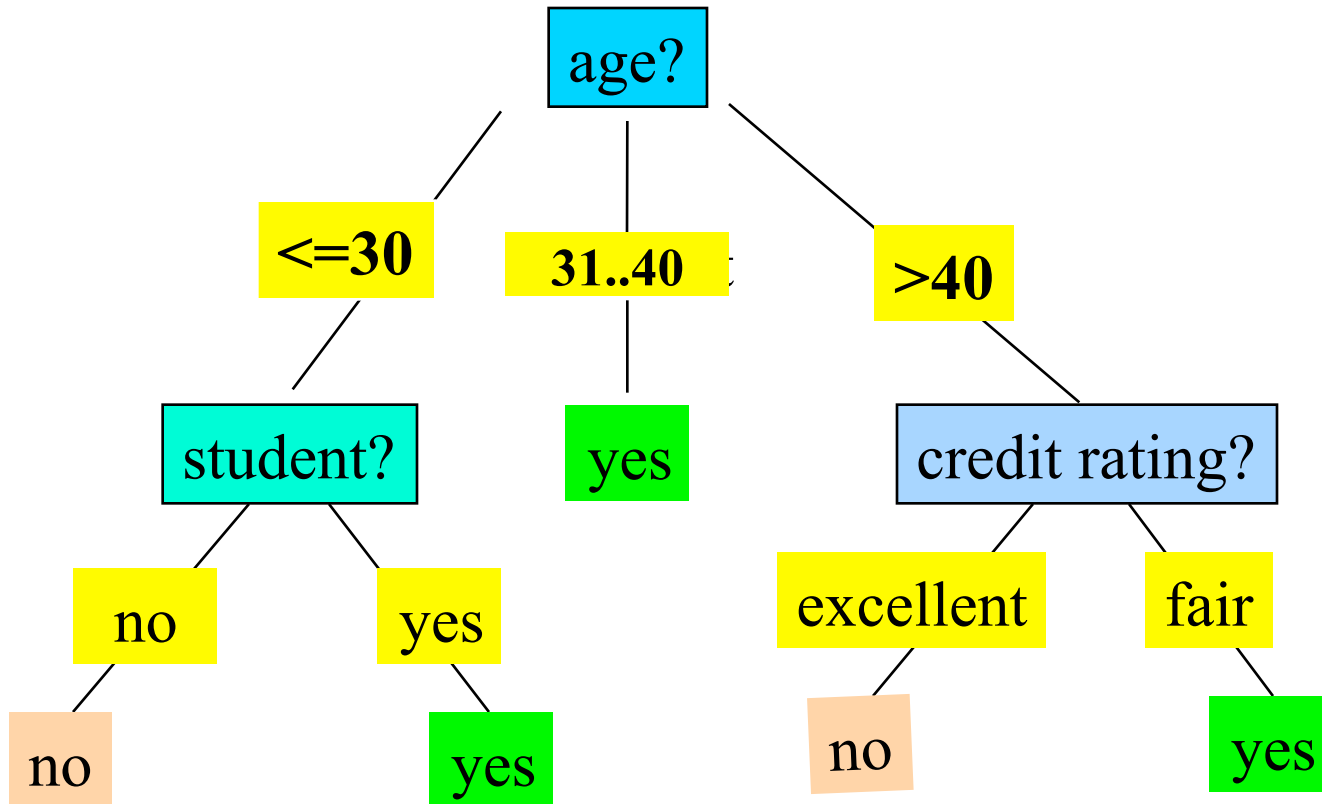 age?
<=30
31..40
>40
student?
yes
credit rating?
no
yes
excellent
fair
no
yes
no
yes